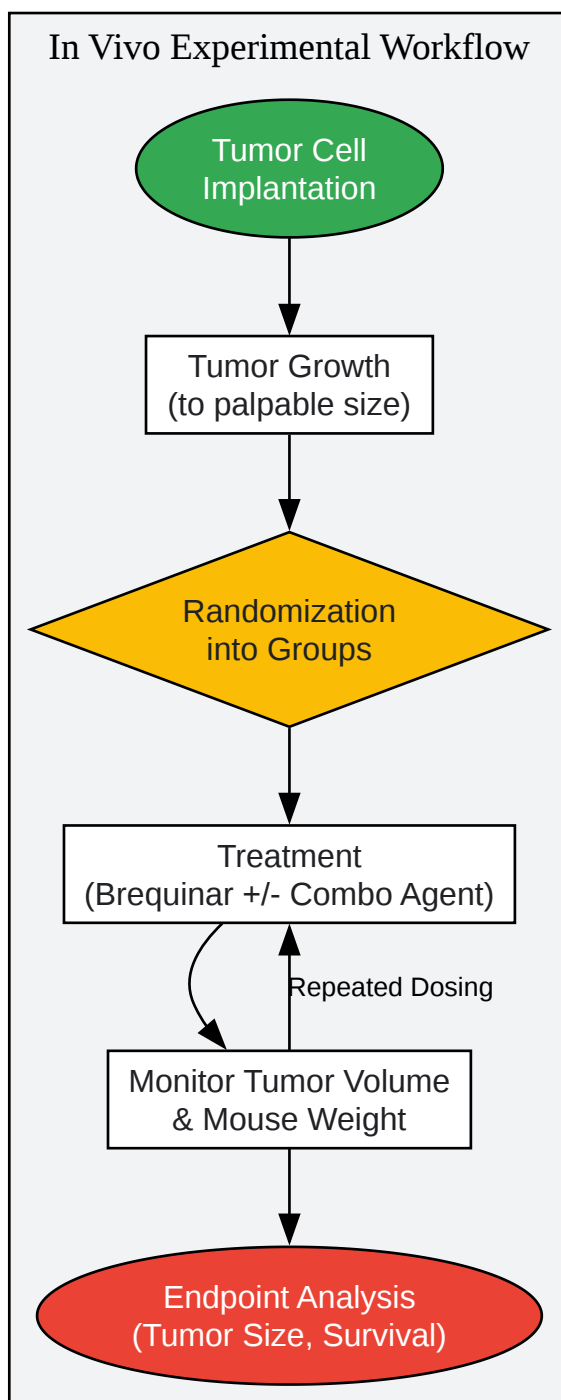 In Vivo Experimental Workflow
Tumor Cell
Implantation
Tumor Growth
(to palpable size)
Randomization
into Groups
Treatment
(Brequinar +/- Combo Agent)
Repeated Dosing
Monitor Tumor Volume
& Mouse Weight
Endpoint Analysis
(Tumor Size, Survival)